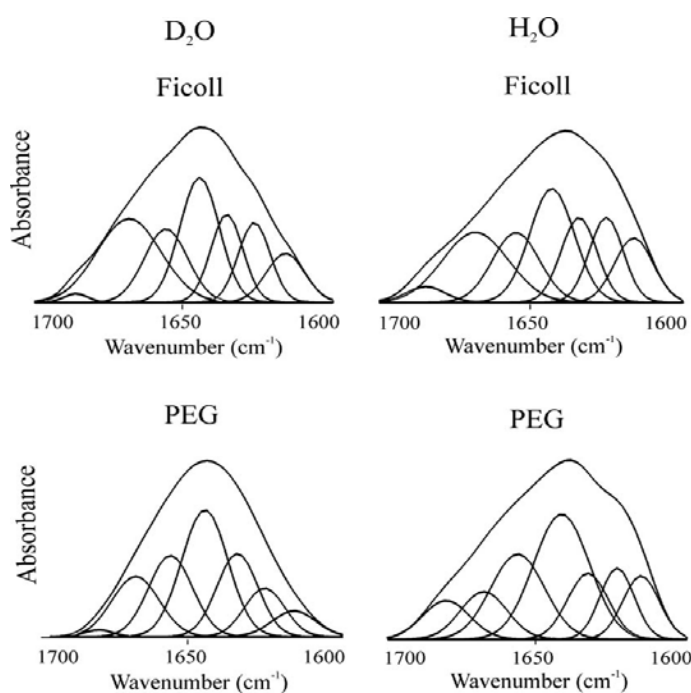 D₂O
H₂O
Ficoll
Ficoll
Absorbance
1700 1650 1600
1700 1650 1600
Wavenumber (cm⁻¹)
Wavenumber (cm⁻¹)
PEG
PEG
Absorbance
1700 1650 1600
1700 1650 1600
Wavenumber (cm⁻¹)
Wavenumber (cm⁻¹)